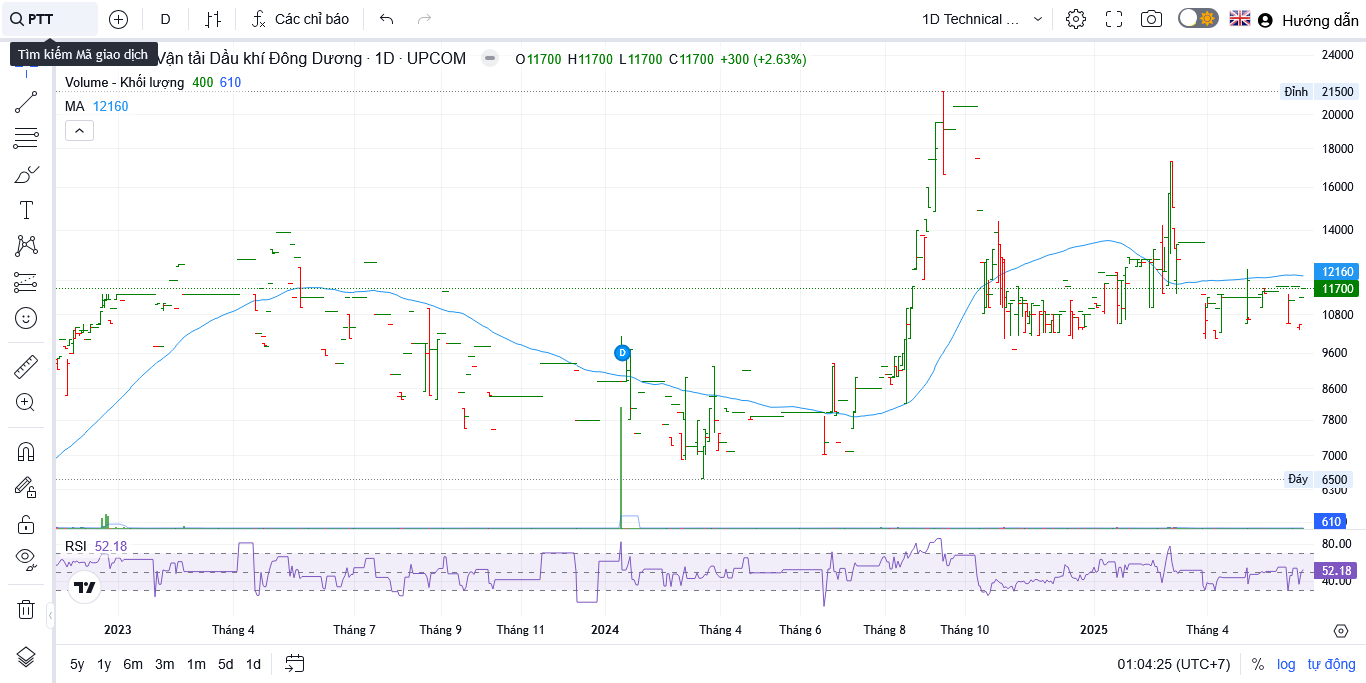 PTT
D
Các chỉ báo
1D Technical ...
Hướng dẫn
Tìm kiếm Mã giao dịch
Vận tải Dầu khí Đông Dương · 1D · UPCOM
O11700 H11700 L11700 C11700 +300 (+2.63%)
Volume - Khối lượng 400 610
MA 12160
24000
Đỉnh 21500
20000
18000
16000
14000
12160
11700
10800
9600
D
8600
7800
7000
Đáy 6500
6300
610
RSI 52.18
80.00
52.18
40.00
2023 Tháng 4 Tháng 7 Tháng 9 Tháng 11 2024 Tháng 4 Tháng 6 Tháng 8 Tháng 10 2025 Tháng 4
5y 1y 6m 3m 1m 5d 1d
01:04:25 (UTC+7) % log tự động